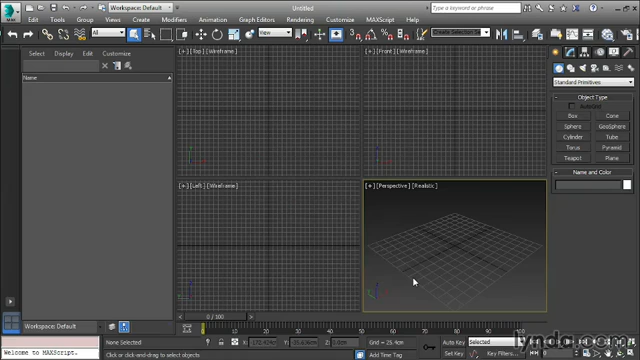 MAX
Workspace: Default
Untitled
Type a keyword or phrase
Edit Tools Group Views Create Modifiers Animation Graph Editors Rendering Customize MAXScript Help
All View Create Selection Se
Select Display Edit Customize
Name
[+] [Top] [Wireframe]
[+] [Front] [Wireframe]
[+] [Left] [Wireframe]
[+] [Perspective] [Realistic]
Standard Primitives
Object Type
AutoGrid
Box Cone
Sphere GeoSphere
Cylinder Tube
Torus Pyramid
Teapot Plane
Name and Color
0 / 100
Workspace: Default
None Selected
Grid = 25.4cm
Selected
Welcome to MAXScript.
Click or click-and-drag to select objects
Add Time Tag
Set Key
lynda.com